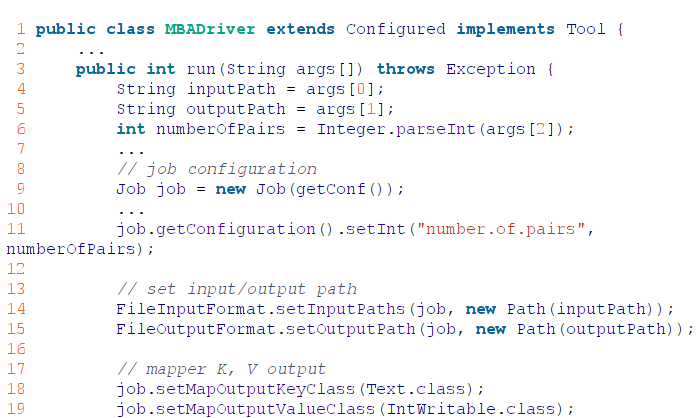 1 public class MBADriver extends Configured implements Tool {
2     ...
3     public int run(String args[]) throws Exception {
4         String inputPath = args[0];
5         String outputPath = args[1];
6         int numberOfPairs = Integer.parseInt(args[2]);
7         ...
8         // job configuration
9         Job job = new Job(getConf());
10         ...
11         job.getConfiguration().setInt("number.of.pairs",
numberOfPairs);
12
13         // set input/output path
14         FileInputFormat.setInputPaths(job, new Path(inputPath));
15         FileOutputFormat.setOutputPath(job, new Path(outputPath));
16
17         // mapper K, V output
18         job.setMapOutputKeyClass(Text.class);
19         job.setMapOutputValueClass(IntWritable.class);